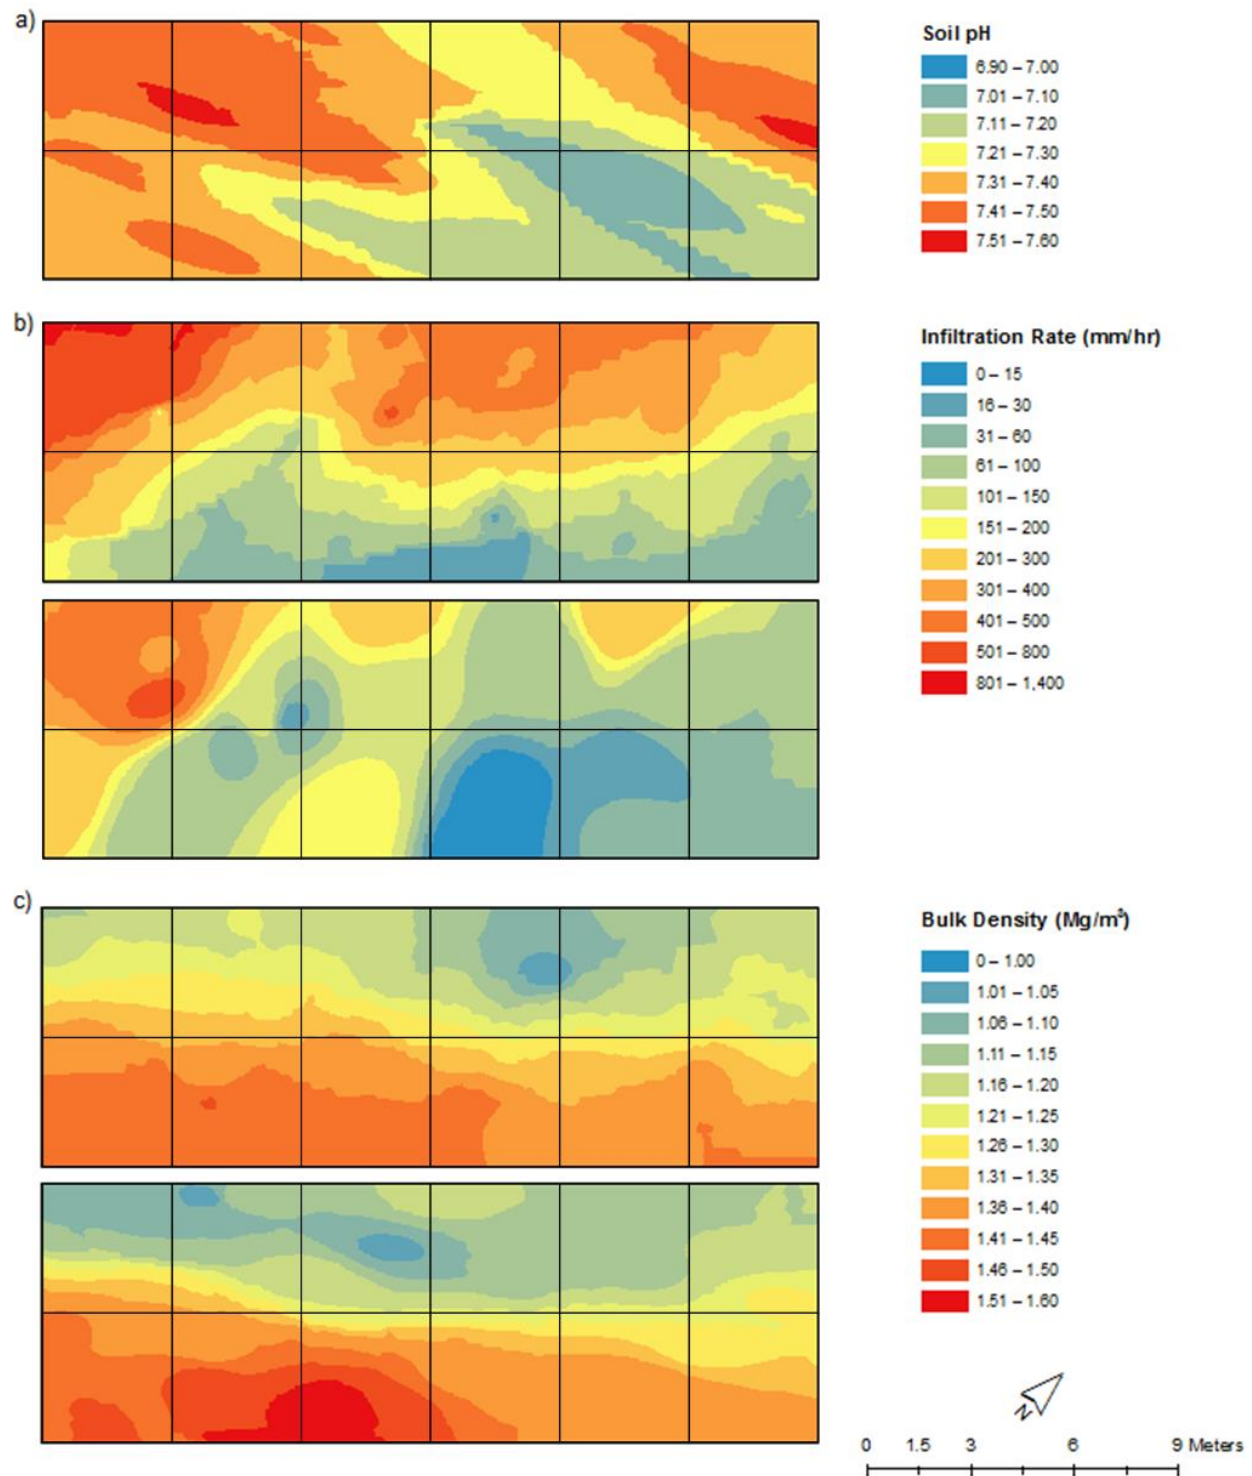 a)
Soil pH
6.90 – 7.00
7.01 – 7.10
7.11 – 7.20
7.21 – 7.30
7.31 – 7.40
7.41 – 7.50
7.51 – 7.60
b)
Infiltration Rate (mm/hr)
0 – 15
16 – 30
31 – 60
61 – 100
101 – 150
151 – 200
201 – 300
301 – 400
401 – 500
501 – 800
801 – 1,400
c)
Bulk Density (Mg/m³)
0 – 1.00
1.01 – 1.05
1.06 – 1.10
1.11 – 1.15
1.16 – 1.20
1.21 – 1.25
1.26 – 1.30
1.31 – 1.35
1.36 – 1.40
1.41 – 1.45
1.46 – 1.50
1.51 – 1.60
N
0 1.5 3 6 9 Meters